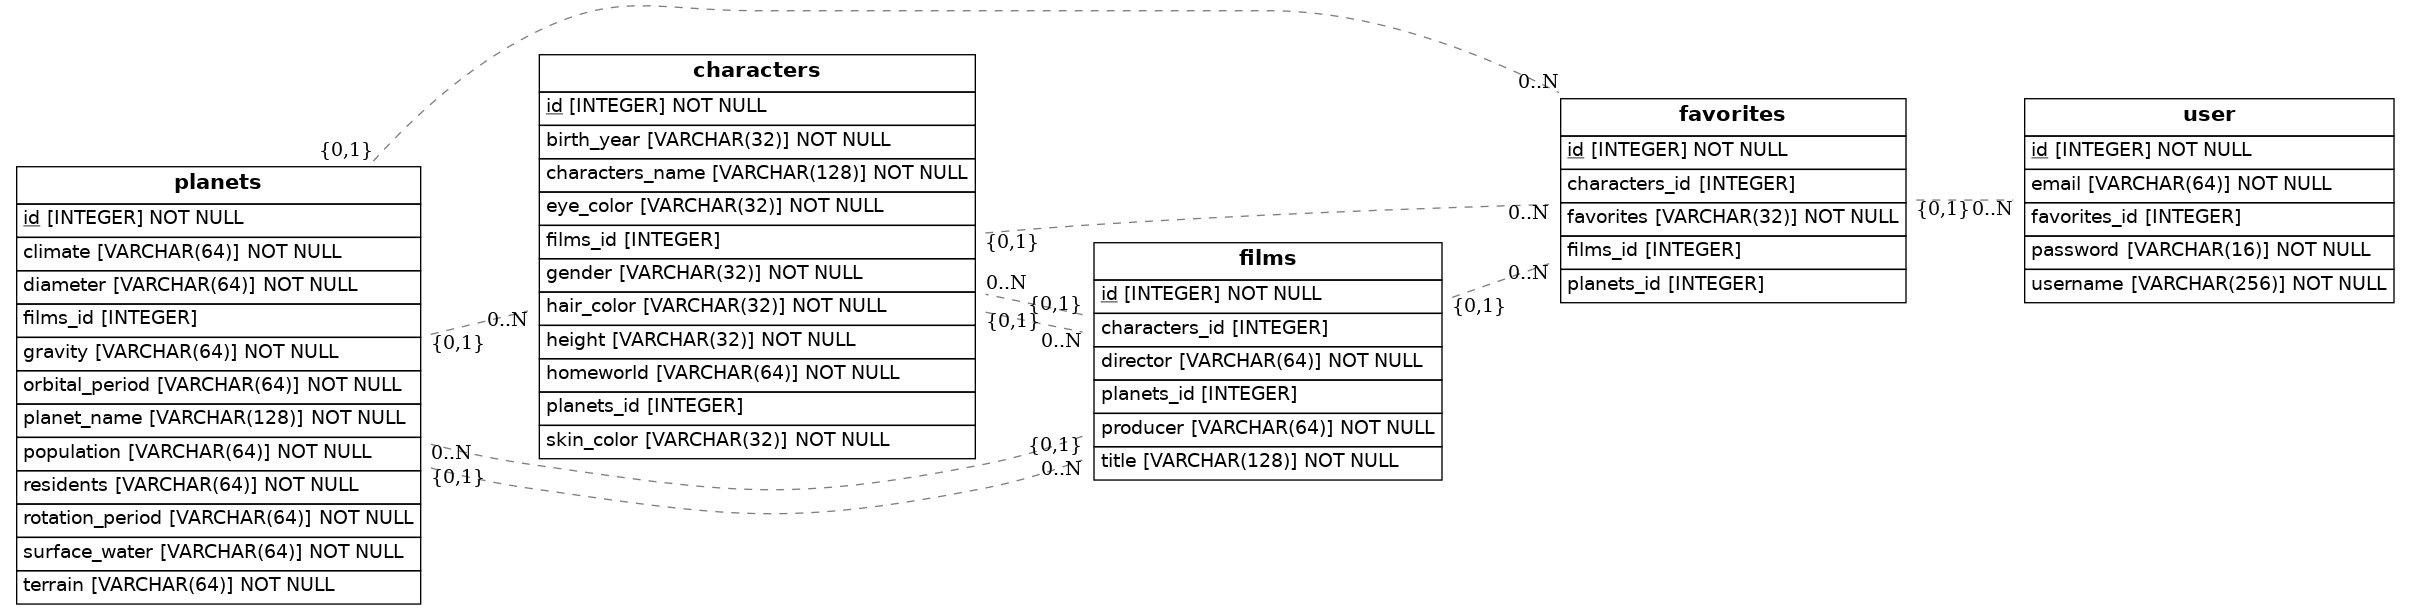 planets
id [INTEGER] NOT NULL
climate [VARCHAR(64)] NOT NULL
diameter [VARCHAR(64)] NOT NULL
films_id [INTEGER]
gravity [VARCHAR(64)] NOT NULL
orbital_period [VARCHAR(64)] NOT NULL
planet_name [VARCHAR(128)] NOT NULL
population [VARCHAR(64)] NOT NULL
residents [VARCHAR(64)] NOT NULL
rotation_period [VARCHAR(64)] NOT NULL
surface_water [VARCHAR(64)] NOT NULL
terrain [VARCHAR(64)] NOT NULL
{0,1}
0..N
{0,1}
0..N
0..N
{0,1}
characters
id [INTEGER] NOT NULL
birth_year [VARCHAR(32)] NOT NULL
characters_name [VARCHAR(128)] NOT NULL
eye_color [VARCHAR(32)] NOT NULL
films_id [INTEGER]
gender [VARCHAR(32)] NOT NULL
hair_color [VARCHAR(32)] NOT NULL
height [VARCHAR(32)] NOT NULL
homeworld [VARCHAR(64)] NOT NULL
planets_id [INTEGER]
skin_color [VARCHAR(32)] NOT NULL
{0,1}
0..N
0..N
{0,1}
{0,1}
0..N
{0,1}
0..N
films
id [INTEGER] NOT NULL
characters_id [INTEGER]
director [VARCHAR(64)] NOT NULL
planets_id [INTEGER]
producer [VARCHAR(64)] NOT NULL
title [VARCHAR(128)] NOT NULL
0..N
{0,1}
favorites
id [INTEGER] NOT NULL
characters_id [INTEGER]
favorites [VARCHAR(32)] NOT NULL
films_id [INTEGER]
planets_id [INTEGER]
{0,1}
0..N
user
id [INTEGER] NOT NULL
email [VARCHAR(64)] NOT NULL
favorites_id [INTEGER]
password [VARCHAR(16)] NOT NULL
username [VARCHAR(256)] NOT NULL